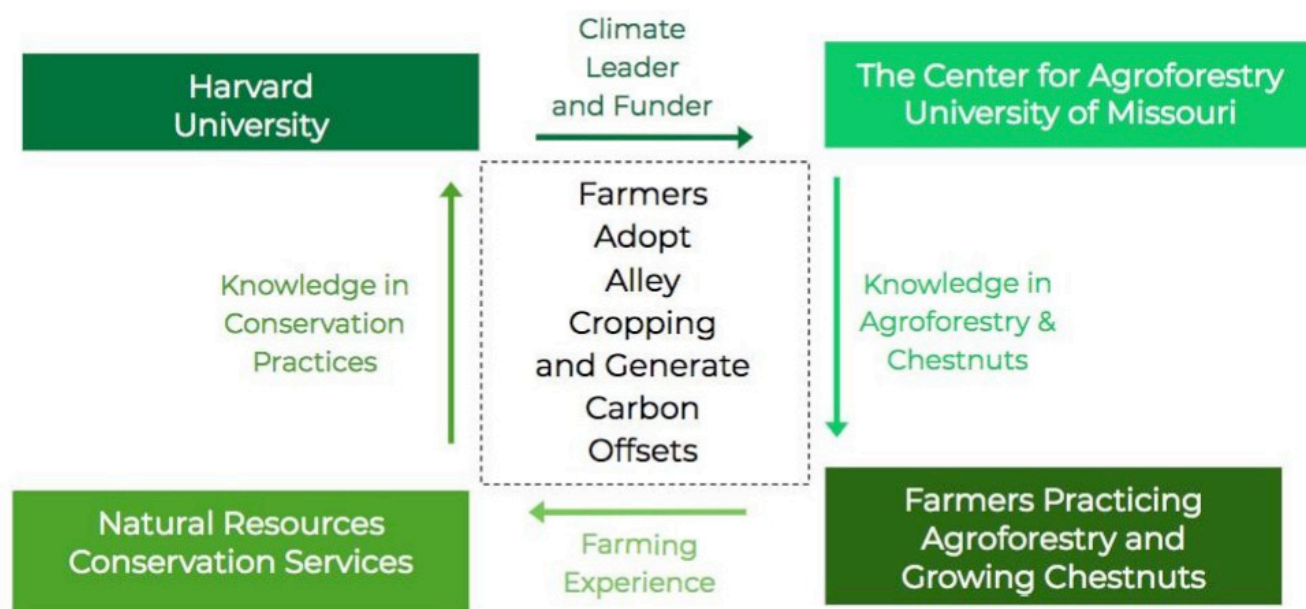 Climate
Leader
and Funder
Harvard
University
The Center for Agroforestry
University of Missouri
Farmers
Adopt
Alley
Cropping
and Generate
Carbon
Offsets
Knowledge in
Conservation
Practices
Knowledge in
Agroforestry &
Chestnuts
Natural Resources
Conservation Services
Farming
Experience
Farmers Practicing
Agroforestry and
Growing Chestnuts